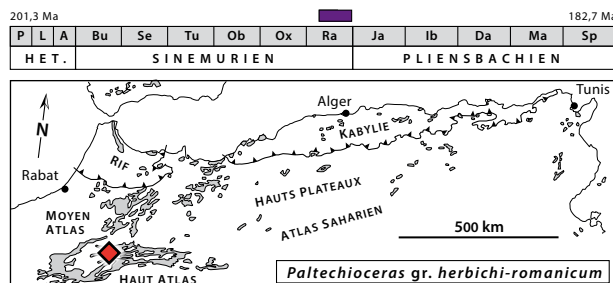 201,3 Ma 182,7 Ma
P L A Bu Se Tu Ob Ox Ra Ja Ib Da Ma Sp
HET. SINEMURIEN PLIENSBACHIEN
Tunis
Alger
KABYLIE
N
RIF
Rabat
HAUTS PLATEAUX
MOYEN
ATLAS
ATLAS SAHARIEN
500 km
HAUT ATLAS
Paltechioceras gr. herbichi-romanicum